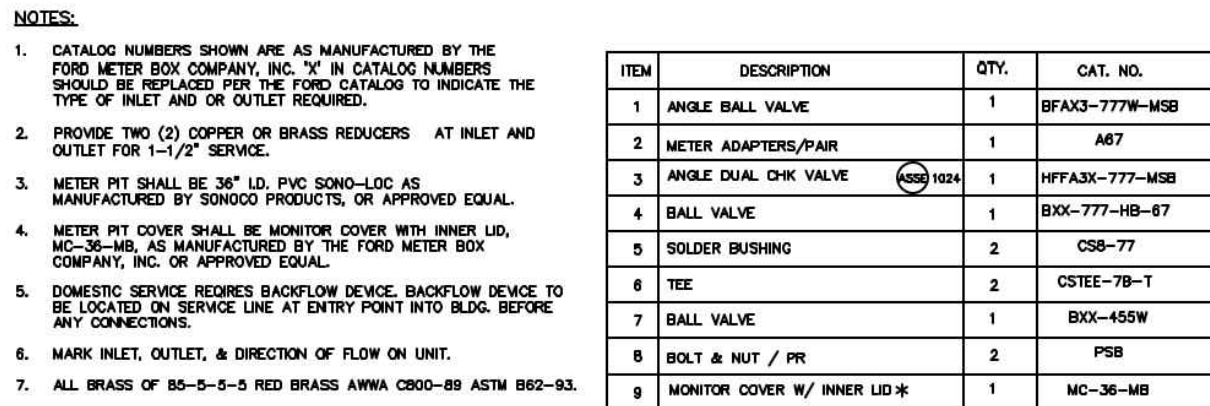 NOTES:
1. CATALOG NUMBERS SHOWN ARE AS MANUFACTURED BY THE
FORD METER BOX COMPANY, INC. 'X' IN CATALOG NUMBERS
SHOULD BE REPLACED PER THE FORD CATALOG TO INDICATE THE
TYPE OF INLET AND OR OUTLET REQUIRED.
2. PROVIDE TWO (2) COPPER OR BRASS REDUCERS AT INLET AND
OUTLET FOR 1-1/2" SERVICE.
3. METER PIT SHALL BE 36" I.D. PVC SONO-LOC AS
MANUFACTURED BY SONOCO PRODUCTS, OR APPROVED EQUAL.
4. METER PIT COVER SHALL BE MONITOR COVER WITH INNER LID,
MC-36-MB, AS MANUFACTURED BY THE FORD METER BOX
COMPANY, INC. OR APPROVED EQUAL.
5. DOMESTIC SERVICE REQIRES BACKFLOW DEVICE. BACKFLOW DEVICE TO
BE LOCATED ON SERVICE LINE AT ENTRY POINT INTO BLDG. BEFORE
ANY CONNECTIONS.
6. MARK INLET, OUTLET, & DIRECTION OF FLOW ON UNIT.
7. ALL BRASS OF 85-5-5-5 RED BRASS AWWA C800-89 ASTM B62-93.
ITEM DESCRIPTION QTY. CAT. NO.
1 ANGLE BALL VALVE 1 BFAX3-777W-MSB
2 METER ADAPTERS/PAIR 1 A67
3 ANGLE DUAL CHK VALVE ASSE 1024 1 HFFA3X-777-MSB
4 BALL VALVE 1 BXX-777-HB-67
5 SOLDER BUSHING 2 CS8-77
6 TEE 2 CSTEE-7B-T
7 BALL VALVE 1 BXX-455W
8 BOLT & NUT / PR 2 PSB
9 MONITOR COVER W/ INNER LID * 1 MC-36-MB